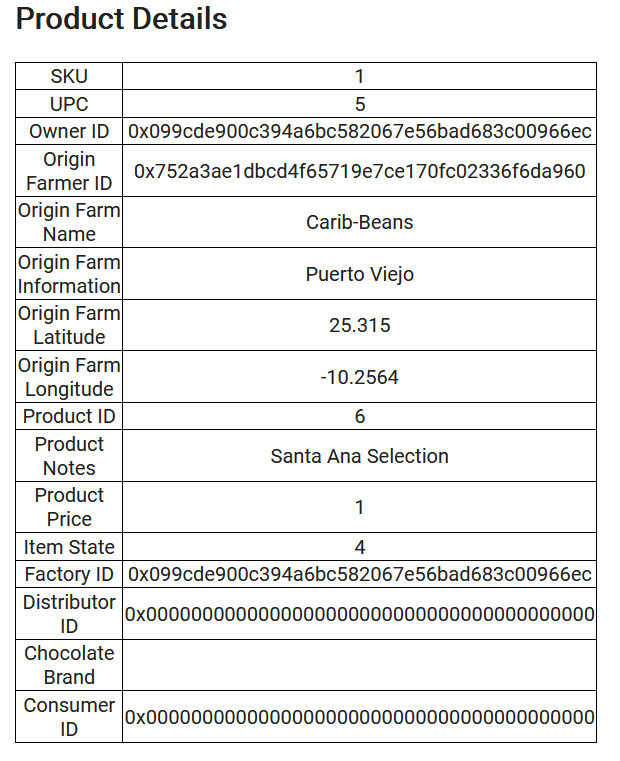 Product Details
SKU 1
UPC 5
Owner ID 0x099cde900c394a6bc582067e56bad683c00966ec
Origin
Farmer ID 0x752a3ae1dbcd4f65719e7ce170fc02336f6da960
Origin Farm
Name Carib-Beans
Origin Farm
Information Puerto Viejo
Origin Farm
Latitude 25.315
Origin Farm
Longitude -10.2564
Product ID 6
Product
Notes Santa Ana Selection
Product
Price 1
Item State 4
Factory ID 0x099cde900c394a6bc582067e56bad683c00966ec
Distributor
ID 0x0000000000000000000000000000000000000000
Chocolate
Brand
Consumer
ID 0x0000000000000000000000000000000000000000